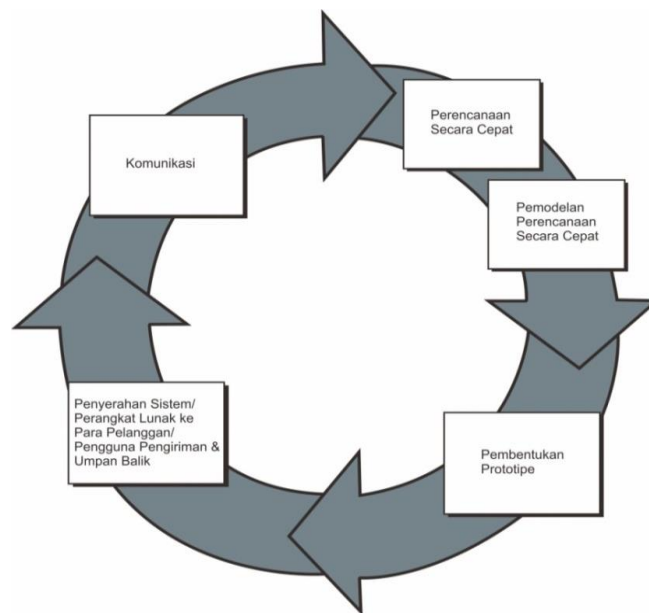 Komunikasi
Perencanaan
Secara Cepat
Pemodelan
Perencanaan
Secara Cepat
Pembentukan
Prototipe
Penyerahan Sistem/
Perangkat Lunak ke
Para Pelanggan/
Pengguna Pengiriman &
Umpan Balik